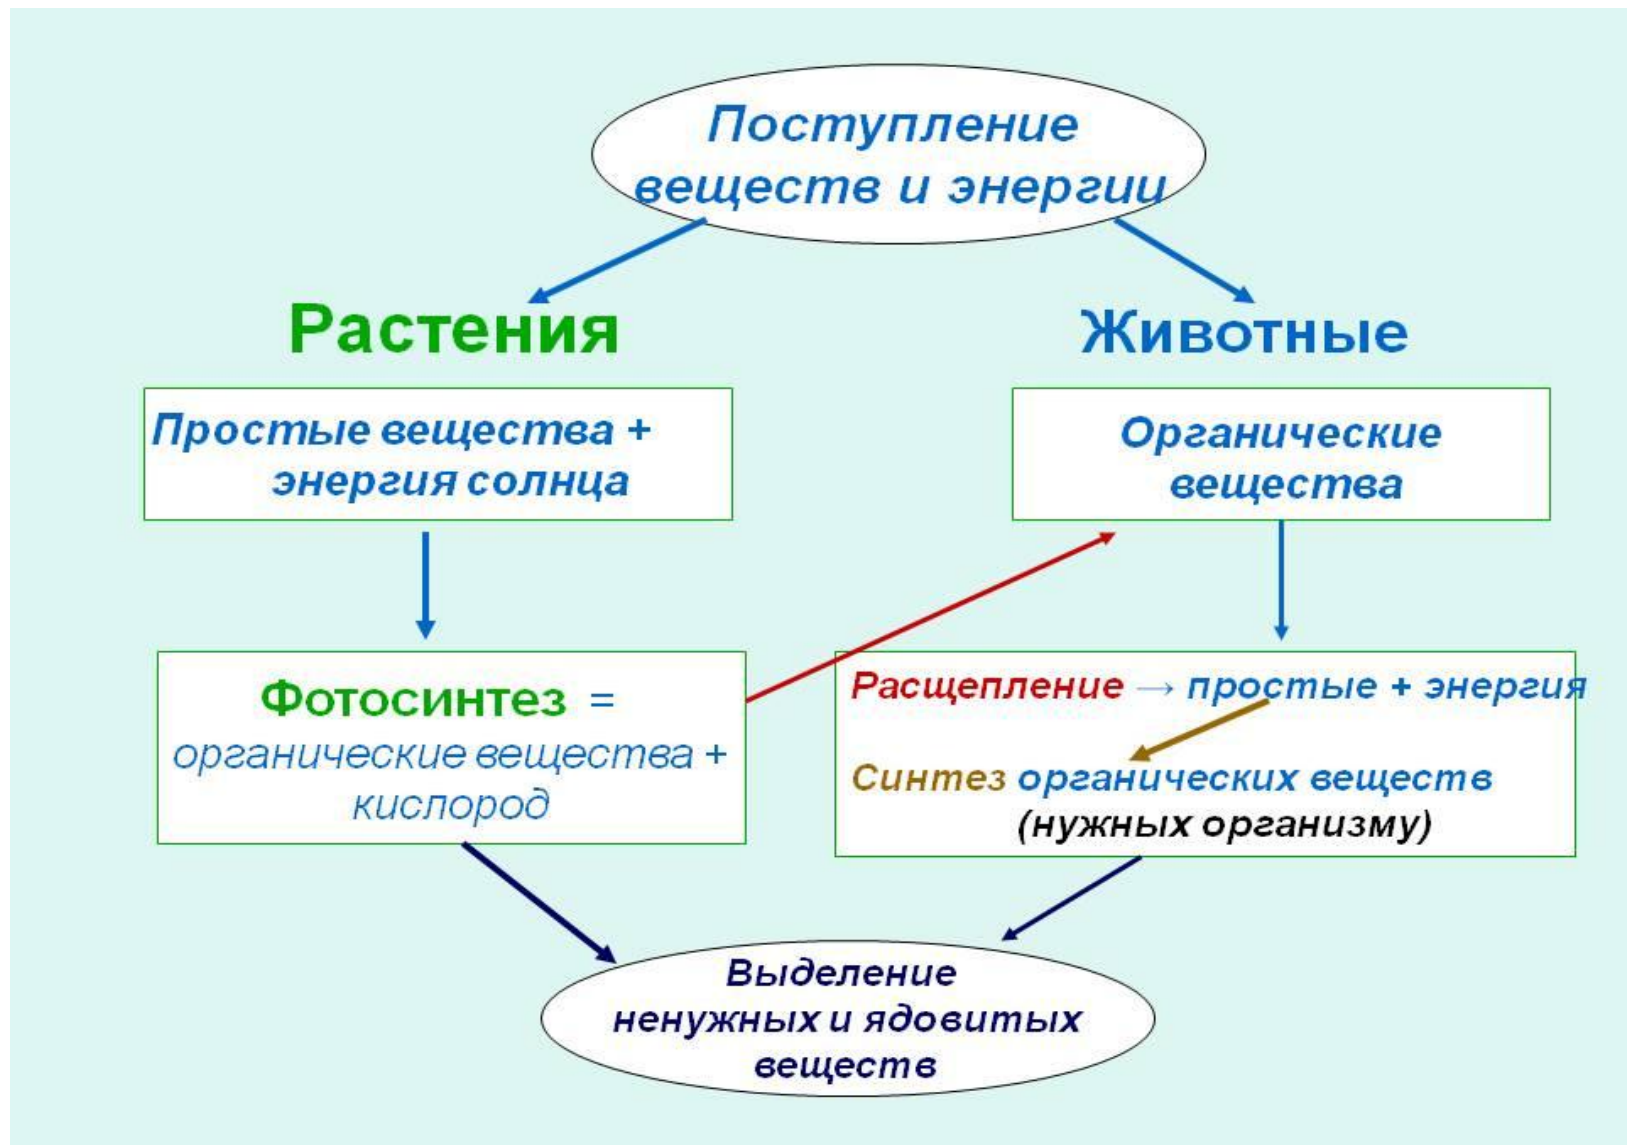 Поступление
веществ и энергии
Растения
Животные
Простые вещества +
энергия солнца
Органические
вещества
Фотосинтез =
органические вещества +
кислород
Расщепление → простые + энергия
Синтез органических веществ
(нужных организму)
Выделение
ненужных и ядовитых
веществ